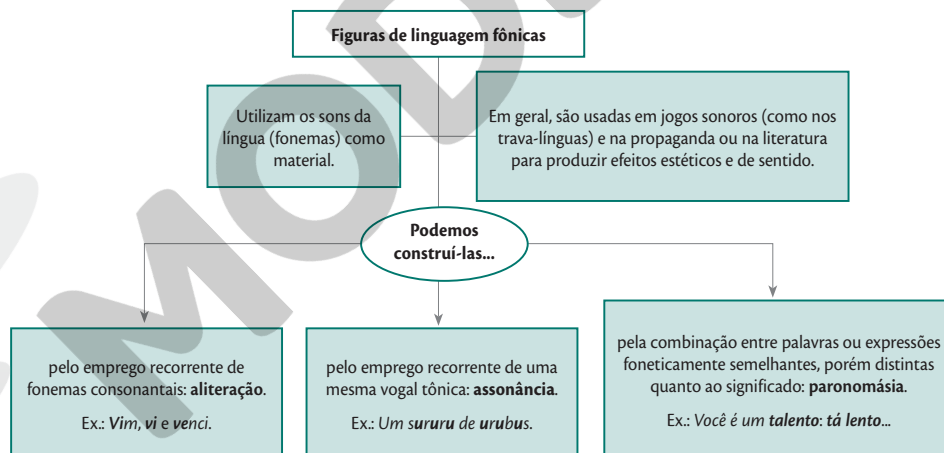 Figuras de linguagem fônicas
Utilizam os sons da
língua (fonemas) como
material.
Em geral, são usadas em jogos sonoros (como nos
trava-línguas) e na propaganda ou na literatura
para produzir efeitos estéticos e de sentido.
Podemos
construí-las...
pelo emprego recorrente de
fonemas consonantais: aliteração.
Ex.: Vim, vi e venci.
pelo emprego recorrente de uma
mesma vogal tônica: assonância.
Ex.: Um sururu de urubus.
pela combinação entre palavras ou expressões
foneticamente semelhantes, porém distintas
quanto ao significado: paronomásia.
Ex.: Você é um talento: tá lento...
MOD